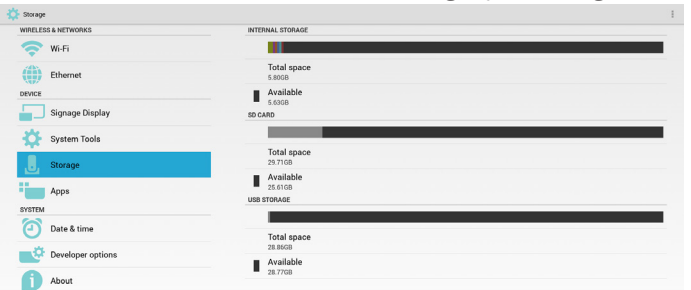 Storage
WIRELESS & NETWORKS
Wi-Fi
Ethernet
DEVICE
Signage Display
System Tools
Storage
Apps
SYSTEM
Date & time
Developer options
About
INTERNAL STORAGE
Total space
5.80GB
Available
5.63GB
SD CARD
Total space
29.71GB
Available
25.61GB
USB STORAGE
Total space
28.86GB
Available
28.77GB